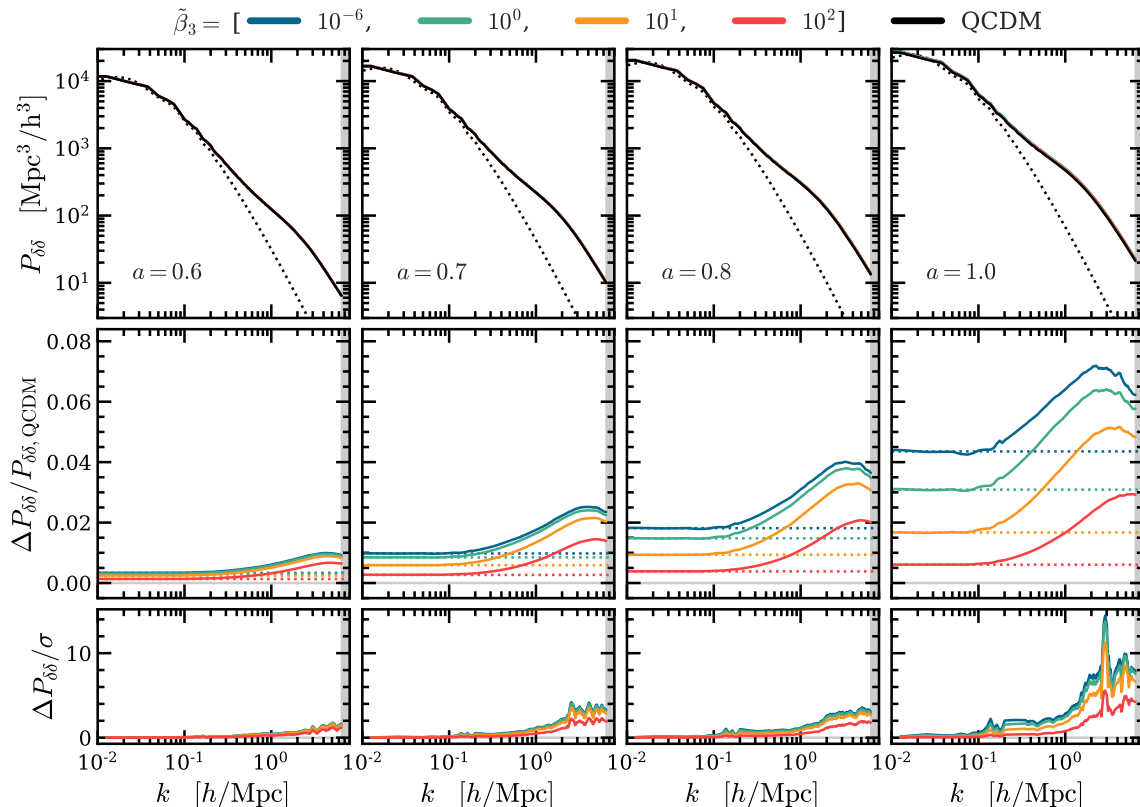 β̃₃ = [ 10⁻⁶, 10⁰, 10¹, 10²] QCDM
P_δδ [Mpc³/h³]
10⁴
10³
10²
10¹
a = 0.6
a = 0.7
a = 0.8
a = 1.0
ΔP_δδ/P_δδ, QCDM
0.08
0.06
0.04
0.02
0.00
ΔP_δδ/σ
10
0
10⁻² 10⁻¹ 10⁰ 10⁻² 10⁻¹ 10⁰ 10⁻² 10⁻¹ 10⁰ 10⁻² 10⁻¹ 10⁰ 10¹
k [h/Mpc] k [h/Mpc] k [h/Mpc] k [h/Mpc]